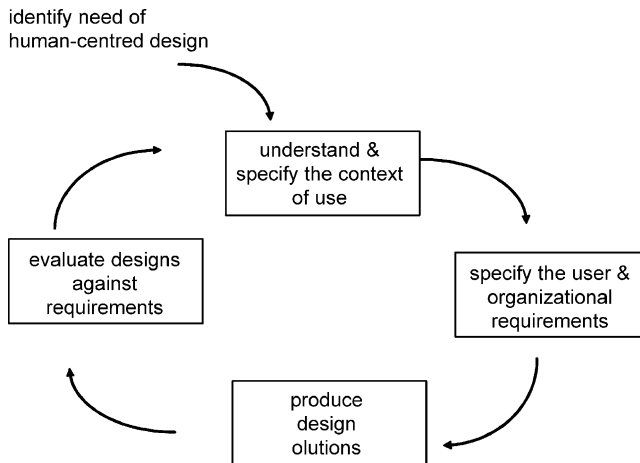 identify need of
human-centred design
understand &
specify the context
of use
specify the user &
organizational
requirements
produce
design
olutions
evaluate designs
against
requirements